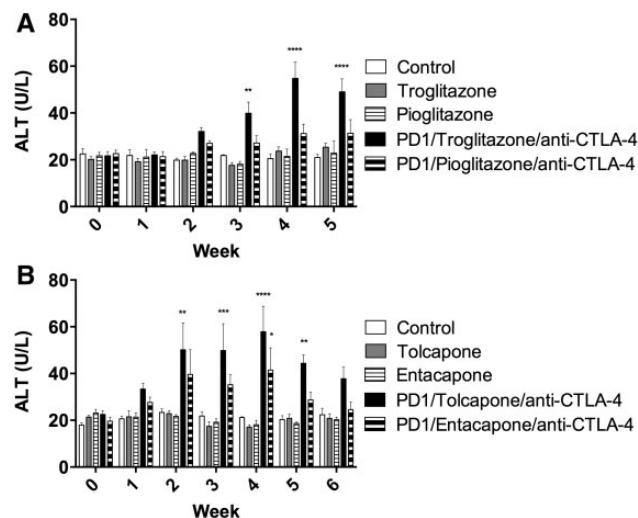 A
80
60
40
20
0
ALT (U/L)
** **** ****
0 1 2 3 4 5
Week
Control
Troglitazone
Pioglitazone
PD1/Troglitazone/anti-CTLA-4
PD1/Pioglitazone/anti-CTLA-4
B
80
60
40
20
0
ALT (U/L)
** *** **** * **
0 1 2 3 4 5 6
Week
Control
Tolcapone
Entacapone
PD1/Tolcapone/anti-CTLA-4
PD1/Entacapone/anti-CTLA-4